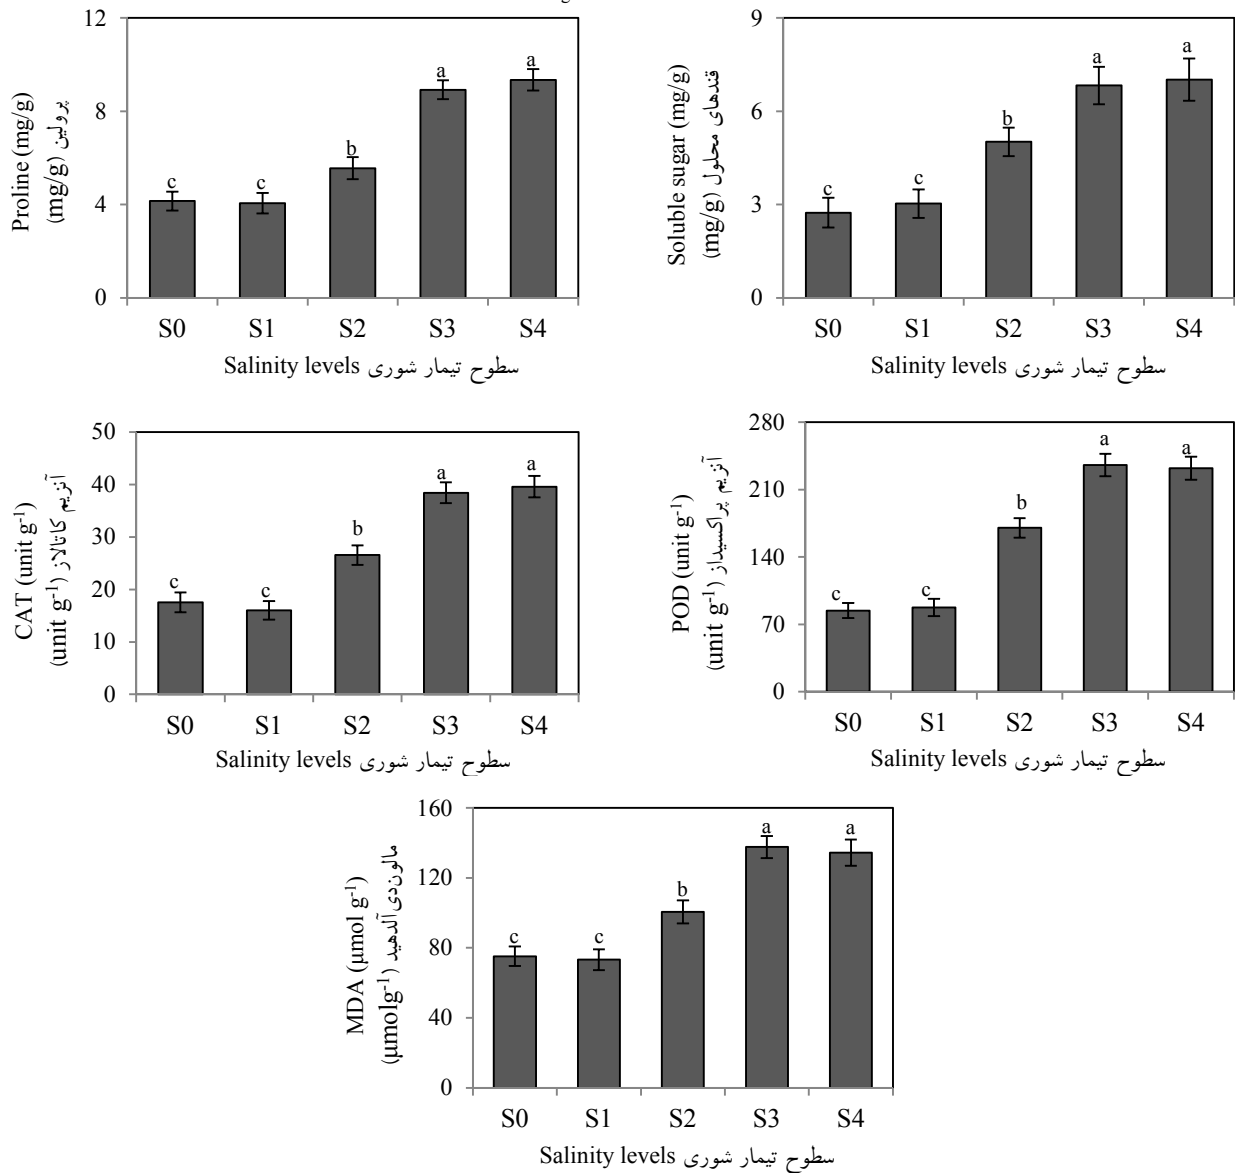 g
12
8
4
0
Proline (mg/g)
پرولین (mg/g)
c
c
b
a
a
S0 S1 S2 S3 S4
سطوح تیمار شوری Salinity levels
9
6
3
0
Soluble sugar (mg/g)
قندهای محلول (mg/g)
c
c
b
a
a
S0 S1 S2 S3 S4
سطوح تیمار شوری Salinity levels
50
40
30
20
10
0
CAT (unit g-1)
آنزیم کاتالاز (unit g-1)
c
c
b
a
a
S0 S1 S2 S3 S4
سطوح تیمار شوری Salinity levels
280
210
140
70
0
POD (unit g-1)
آنزیم پراکسیداز (unit g-1)
c
c
b
a
a
S0 S1 S2 S3 S4
سطوح تیمار شوری Salinity levels
160
120
80
40
0
MDA (µmol g-1)
مالون‌دی‌آلدهید (µmolg-1)
c
c
b
a
a
S0 S1 S2 S3 S4
سطوح تیمار شوری Salinity levels